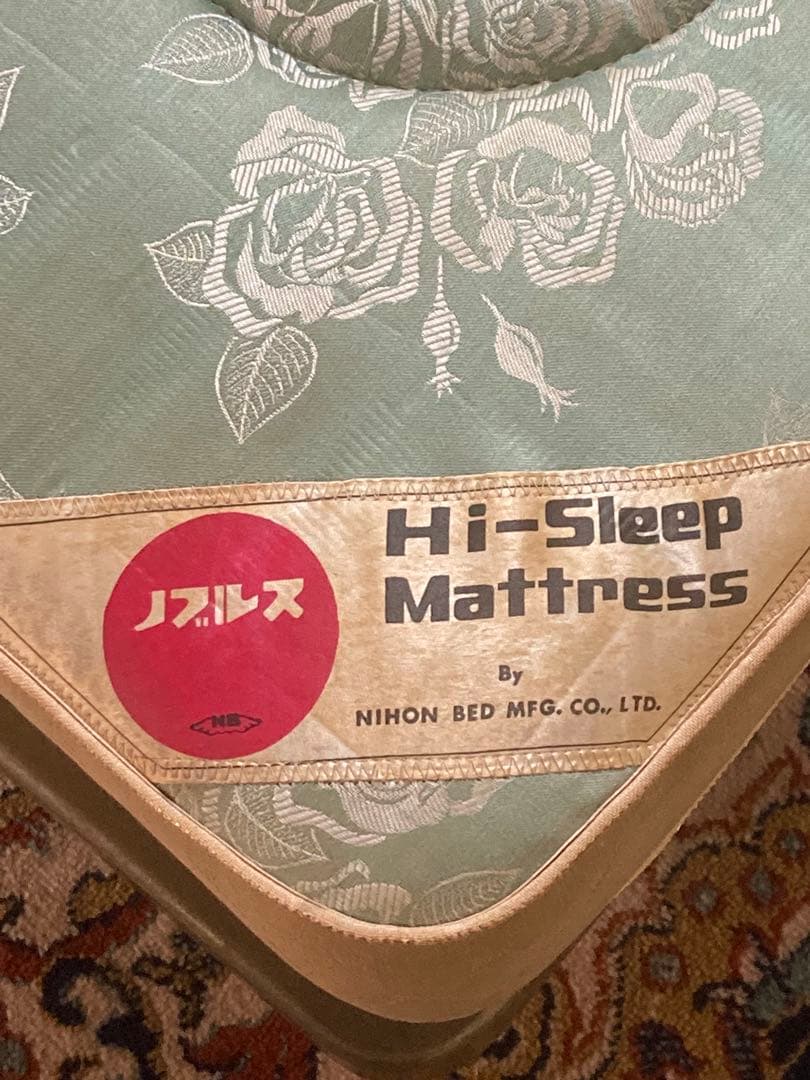 ノブルス
NB
Hi-Sleep
Mattress
By
NIHON BED MFG. CO., LTD.